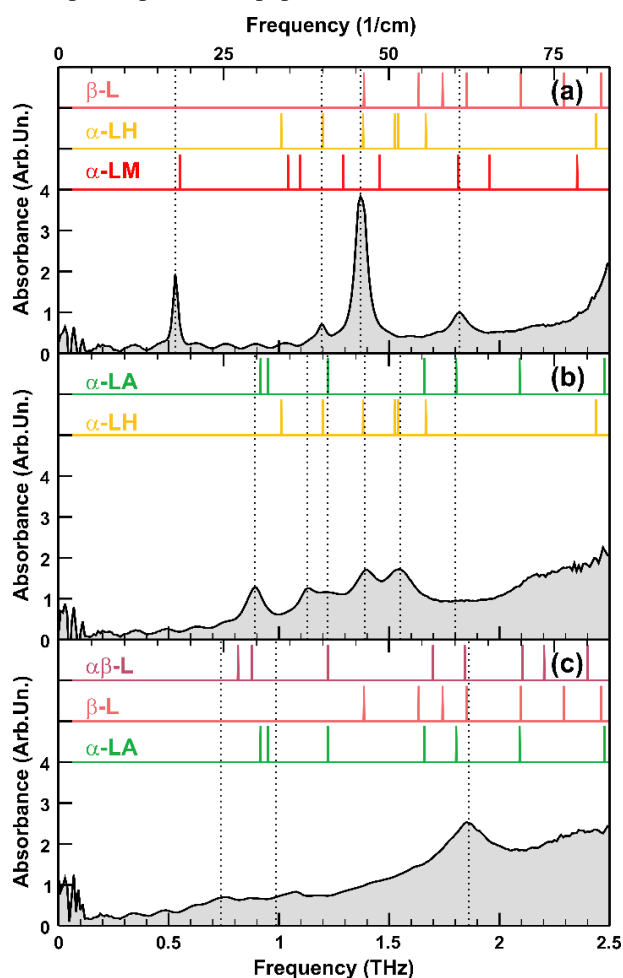 Frequency (1/cm)
0 25 50 75
(a)
β-L
α-LH
α-LM
Absorbance (Arb.Un.)
4
3
2
1
0
(b)
α-LA
α-LH
Absorbance (Arb.Un.)
4
3
2
1
0
(c)
αβ-L
β-L
α-LA
Absorbance (Arb.Un.)
4
3
2
1
0
0 0.5 1 1.5 2 2.5
Frequency (THz)